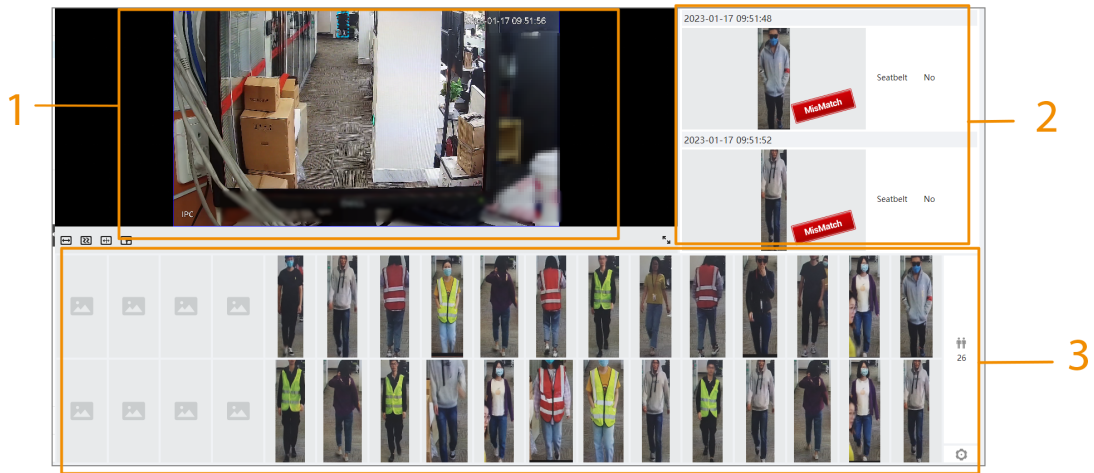 1
01-17 09 51:56
IPC
2023-01-17 09:51:48
Seatbelt No
MisMatch
2023-01-17 09:51:52
Seatbelt No
MisMatch
2
26
3